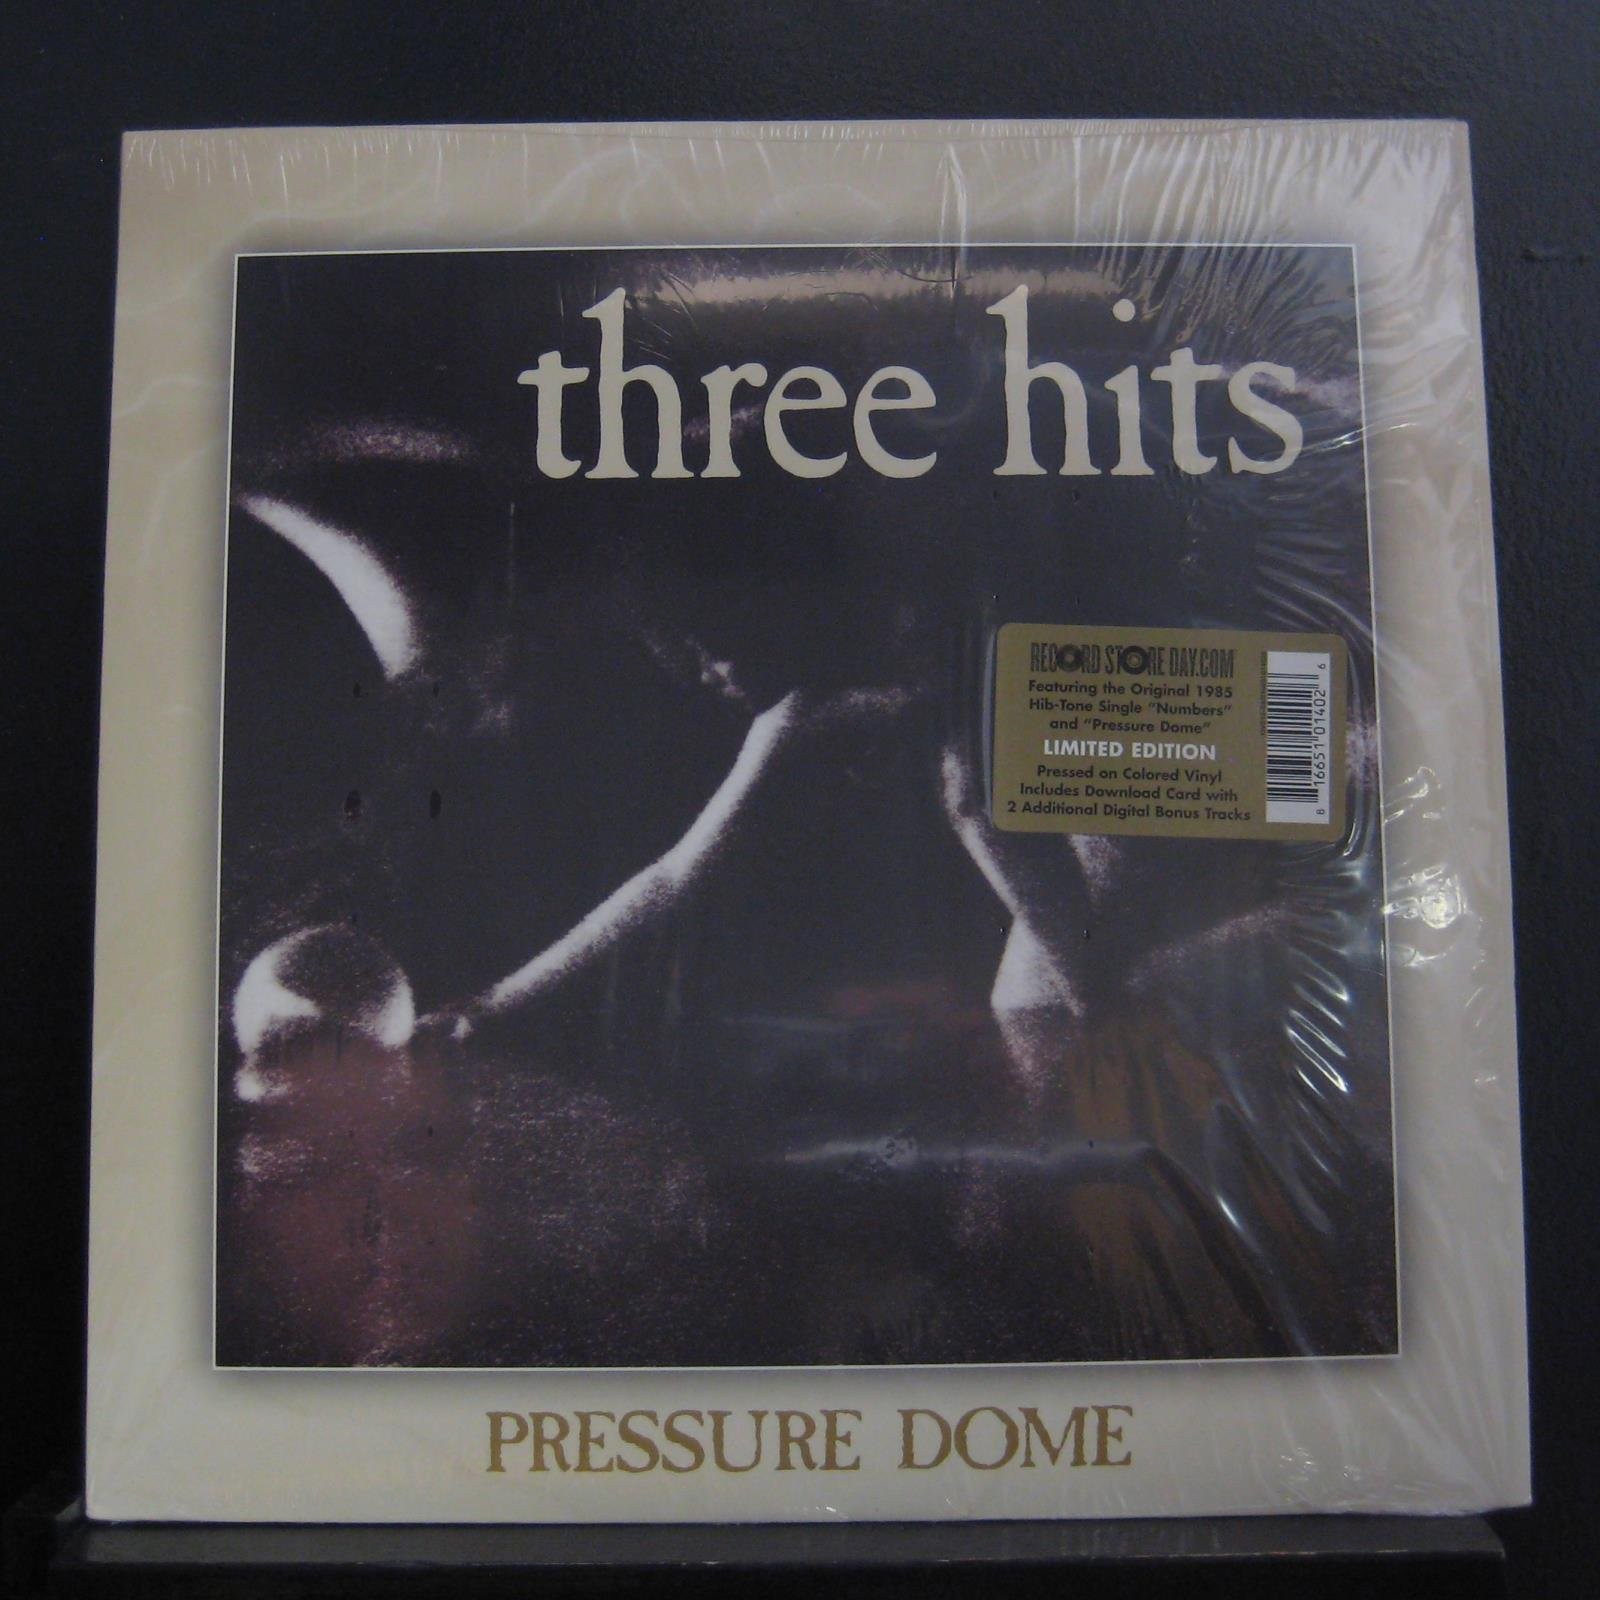 three hits
RECORD STORE DAY.COM
Featuring the Original 1985
Hib-Tone Single "Numbers"
and "Pressure Dome"
LIMITED EDITION
Pressed on Colored Vinyl
Includes Download Card with
2 Additional Digital Bonus Tracks
8 16651 01402 6
PRESSURE DOME